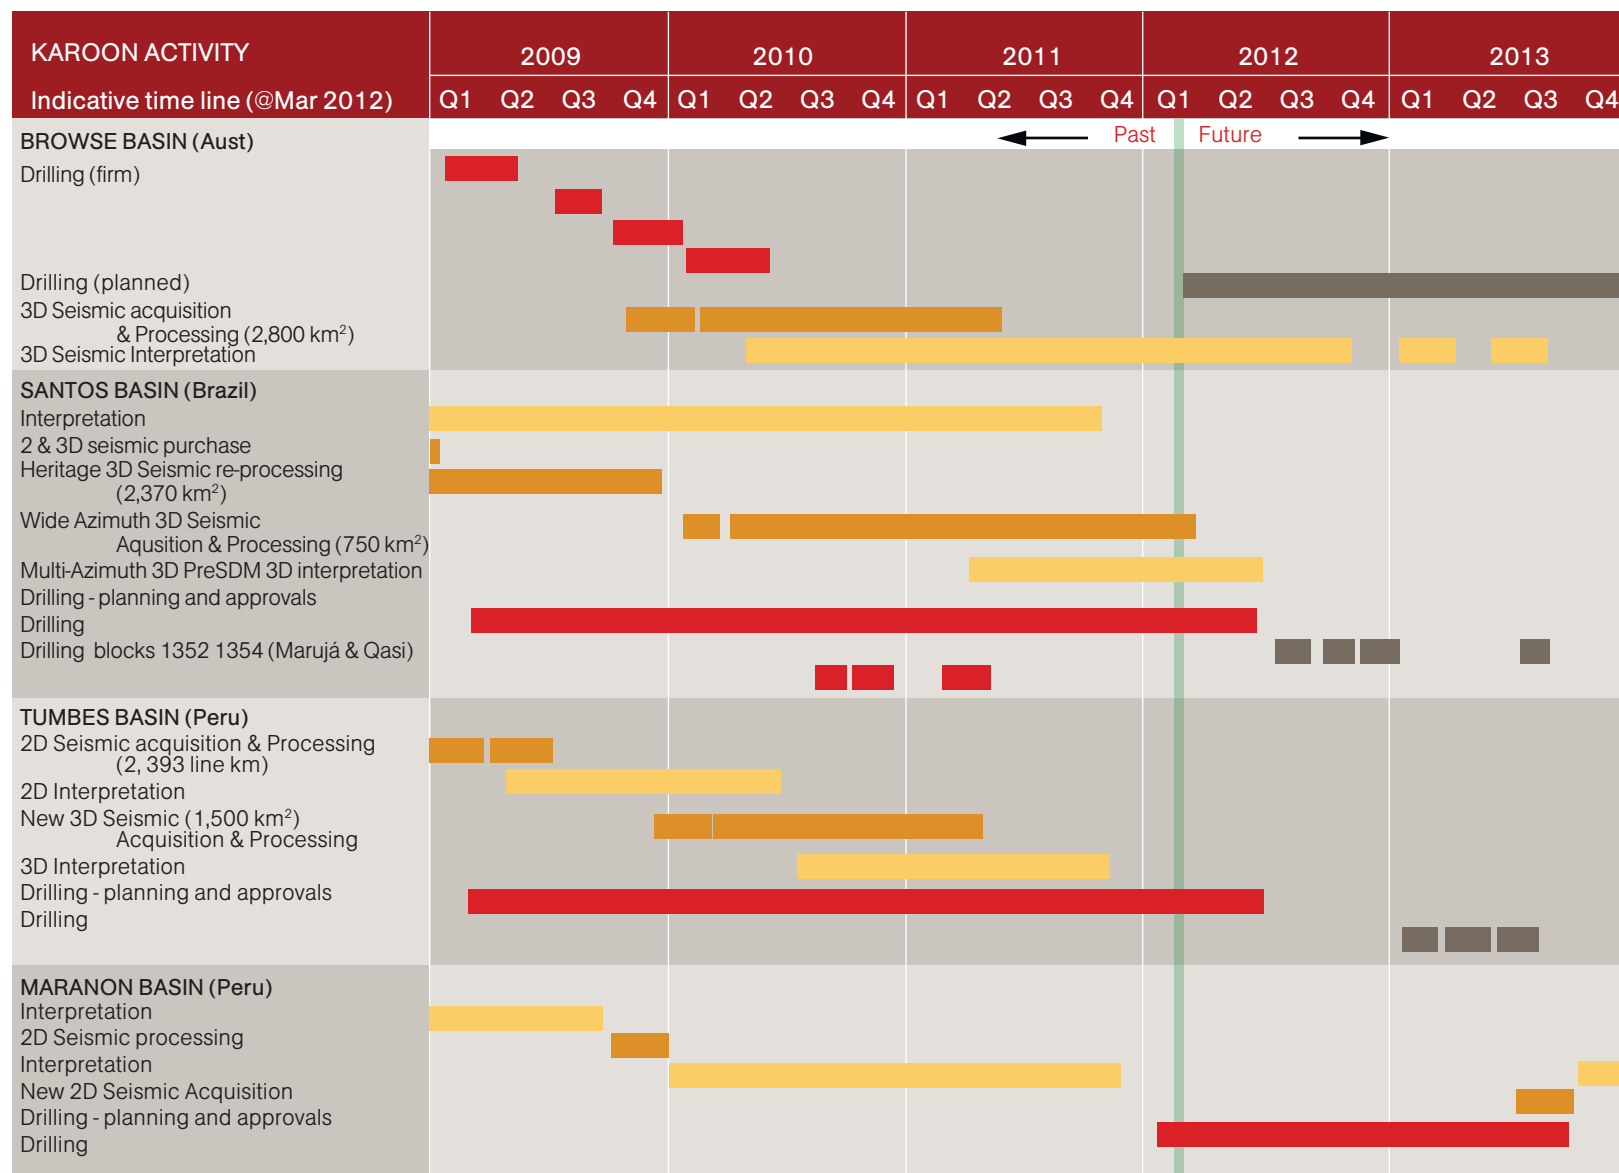 KAROON ACTIVITY
2009 2010 2011 2012 2013
Indicative time line (@Mar 2012) Q1 Q2 Q3 Q4 Q1 Q2 Q3 Q4 Q1 Q2 Q3 Q4 Q1 Q2 Q3 Q4 Q1 Q2 Q3 Q4
BROWSE BASIN (Aust)
Past Future
Drilling (firm)
Drilling (planned)
3D Seismic acquisition
& Processing (2,800 km²)
3D Seismic Interpretation
SANTOS BASIN (Brazil)
Interpretation
2 & 3D seismic purchase
Heritage 3D Seismic re-processing
(2,370 km²)
Wide Azimuth 3D Seismic
Aqusition & Processing (750 km²)
Multi-Azimuth 3D PreSDM 3D interpretation
Drilling - planning and approvals
Drilling
Drilling blocks 1352 1354 (Marujá & Qasi)
TUMBES BASIN (Peru)
2D Seismic acquisition & Processing
(2, 393 line km)
2D Interpretation
New 3D Seismic (1,500 km²)
Acquisition & Processing
3D Interpretation
Drilling - planning and approvals
Drilling
MARANON BASIN (Peru)
Interpretation
2D Seismic processing
Interpretation
New 2D Seismic Acquisition
Drilling - planning and approvals
Drilling